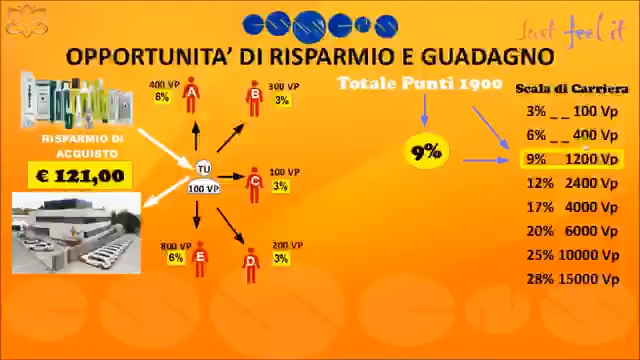 Just feel it
OPPORTUNITA' DI RISPARMIO E GUADAGNO
RISPARMIO DI
ACQUISTO
€ 121,00
400 VP
6%
A
300 VP
3%
B
TU
100 VP
100 VP
3%
C
800 VP
6%
E
200 VP
3%
D
Totale Punti 1900
9%
Scala di Carriera
3% _ _ 100 Vp
6% _ _ 400 Vp
9% 1200 Vp
12% 2400 Vp
17% 4000 Vp
20% 6000 Vp
25% 10000 Vp
28% 15000 Vp